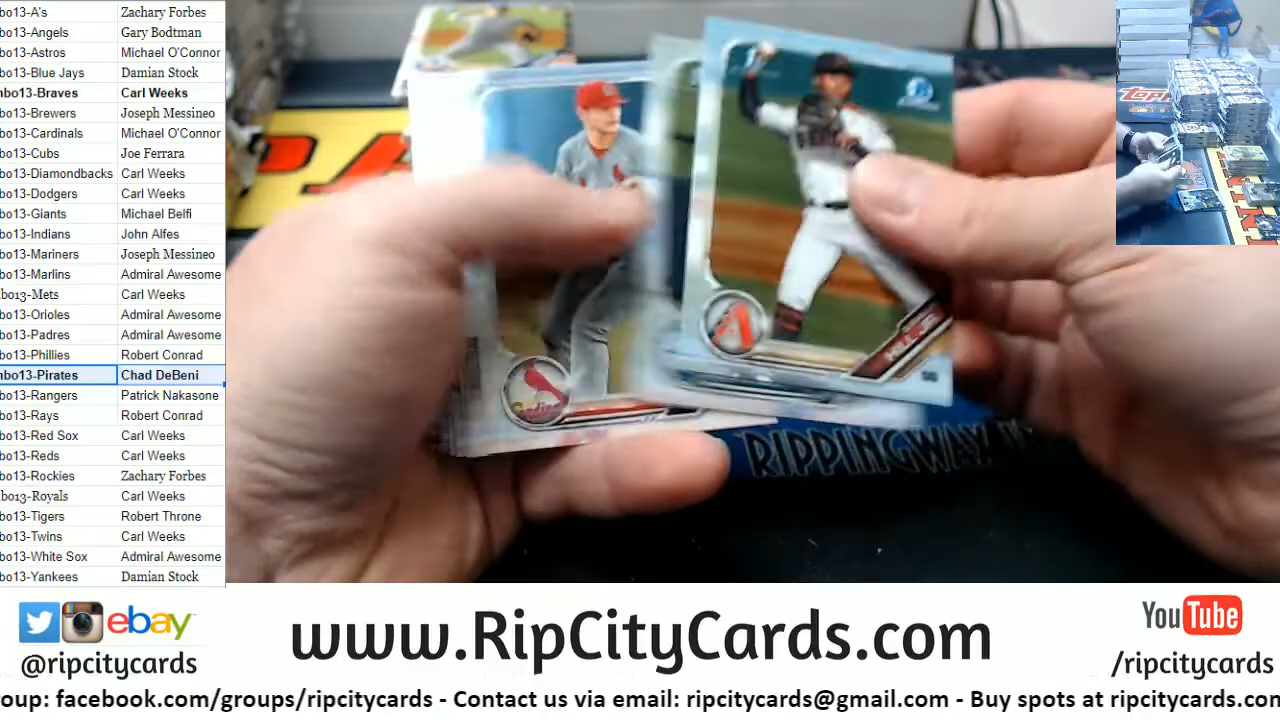 bo13-A's Zachary Forbes
bo13-Angels Gary Bodtman
bo13-Astros Michael O'Connor
bo13-Blue Jays Damian Stock
nbo13-Braves Carl Weeks
bo13-Brewers Joseph Messineo
bo13-Cardinals Michael O'Connor
bo13-Cubs Joe Ferrara
bo13-Diamondbacks Carl Weeks
bo13-Dodgers Carl Weeks
bo13-Giants Michael Belfi
bo13-Indians John Alfes
bo13-Mariners Joseph Messineo
bo13-Marlins Admiral Awesome
bo13-Mets Carl Weeks
bo13-Orioles Admiral Awesome
bo13-Padres Admiral Awesome
bo13-Phillies Robert Conrad
nbo13-Pirates Chad DeBeni
bo13-Rangers Patrick Nakasone
bo13-Rays Robert Conrad
bo13-Red Sox Carl Weeks
bo13-Reds Carl Weeks
bo13-Rockies Zachary Forbes
bo13-Royals Carl Weeks
bo13-Tigers Robert Throne
bo13-Twins Carl Weeks
bo13-White Sox Admiral Awesome
bo13-Yankees Damian Stock
TOPPS
Cardinals
RIPPINGWAX
ebay
@ripcitycards
www.RipCityCards.com
YouTube
/ripcitycards
roup: facebook.com/groups/ripcitycards - Contact us via email: ripcitycards@gmail.com - Buy spots at ripcitycards.con